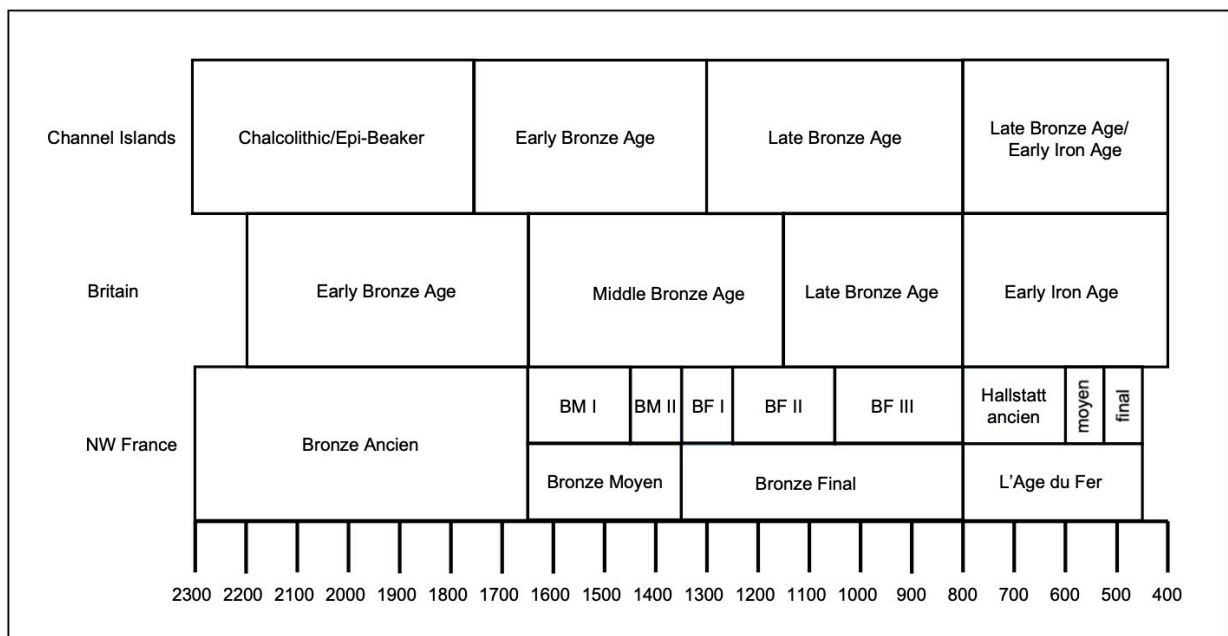 Channel Islands
Chalcolithic/Epi-Beaker
Early Bronze Age
Late Bronze Age
Late Bronze Age/
Early Iron Age
Britain
Early Bronze Age
Middle Bronze Age
Late Bronze Age
Early Iron Age
NW France
Bronze Ancien
BM I
BM II
BF I
BF II
BF III
Hallstatt
ancien
moyen
final
Bronze Moyen
Bronze Final
L'Age du Fer
2300 2200 2100 2000 1900 1800 1700 1600 1500 1400 1300 1200 1100 1000 900 800 700 600 500 400